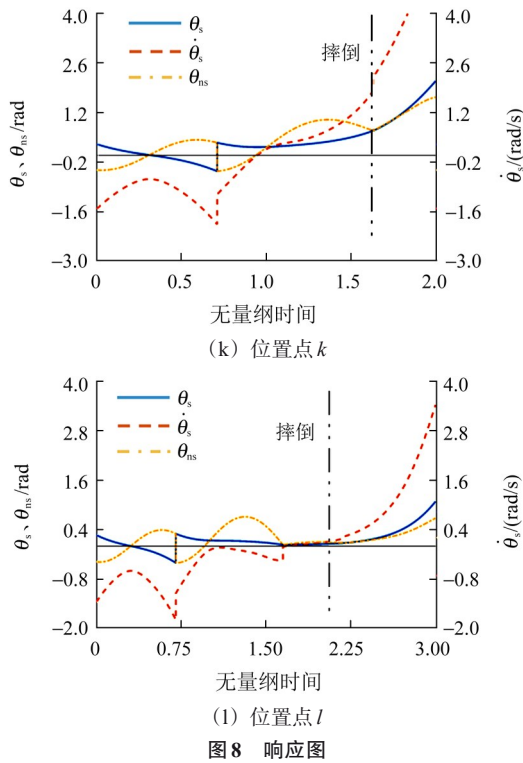 4.0
2.6
1.2
−0.2
−1.6
−3.0
θs、θns/rad
θs
θ̇s
θns
摔倒
4.0
2.6
1.2
−0.2
−1.6
−3.0
θ̇s/(rad/s)
0 0.5 1.0 1.5 2.0
无量纲时间
（k）位置点k
4.0
2.8
1.6
0.4
−0.8
−2.0
θs、θns/rad
θs
θ̇s
θns
摔倒
4.0
2.8
1.6
0.4
−0.8
−2.0
θ̇s/(rad/s)
0 0.75 1.50 2.25 3.00
无量纲时间
（l）位置点l
图8 响应图